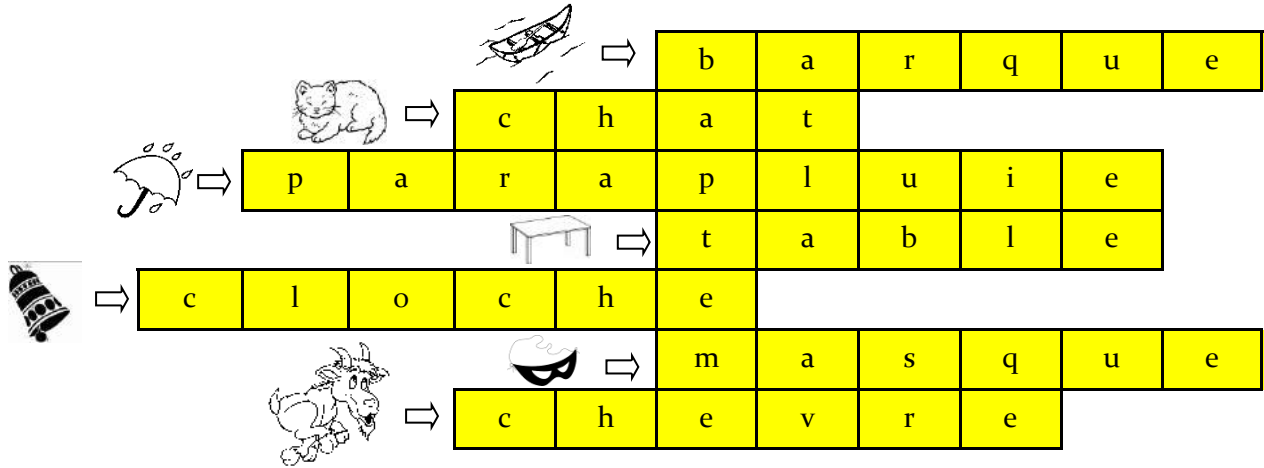 b a r q u e
c h a t
p a r a p l u i e
t a b l e
c l o c h e
m a s q u e
c h e v r e